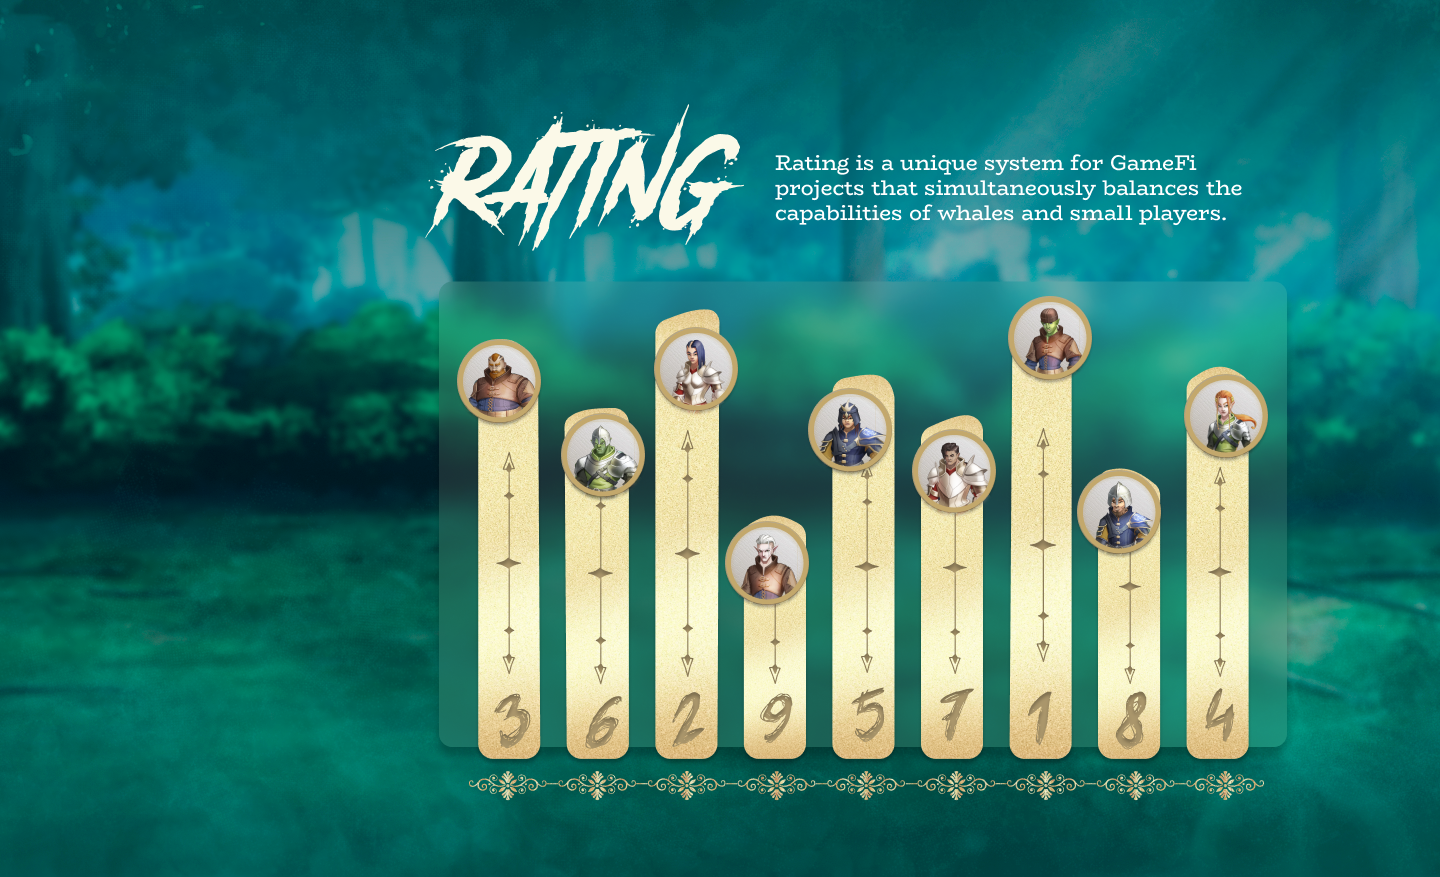 RATING
Rating is a unique system for GameFi
projects that simultaneously balances the
capabilities of whales and small players.
3 6 2 9 5 7 1 8 4